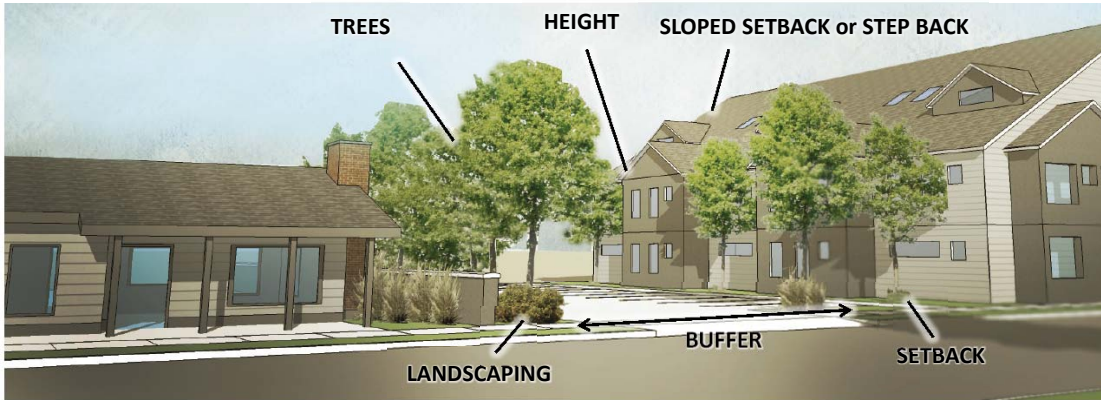 TREES
HEIGHT
SLOPED SETBACK or STEP BACK
BUFFER
SETBACK
LANDSCAPING